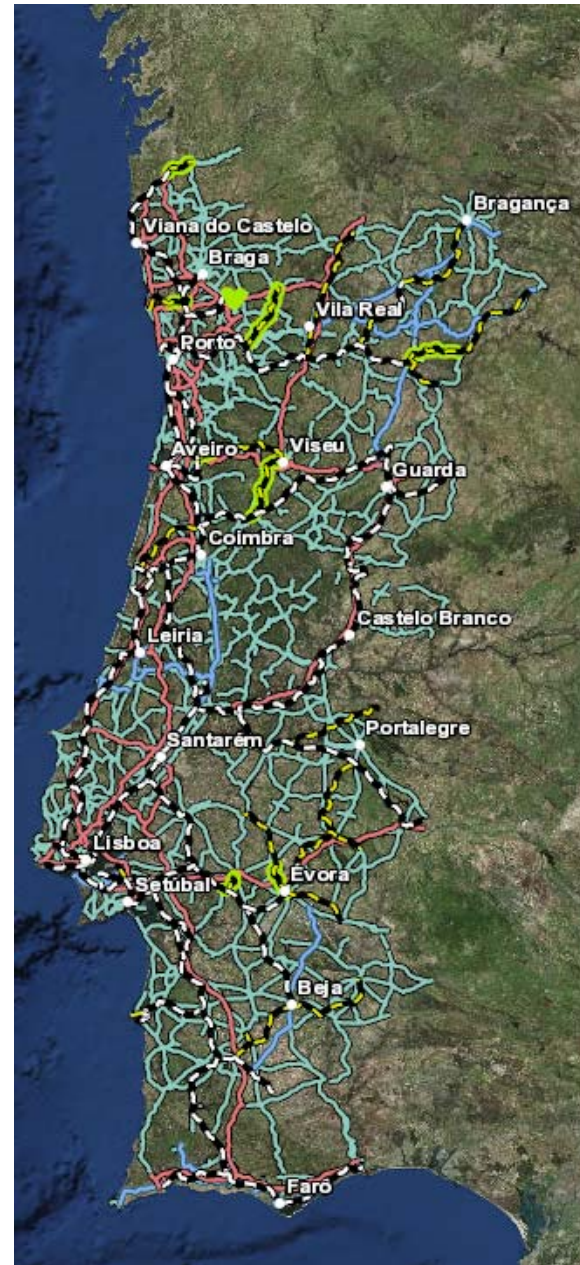 Bragança
Viana do Castelo
Braga
Vila Real
Porto
Aveiro
Viseu
Guarda
Coimbra
Castelo Branco
Leiria
Portalegre
Santarém
Lisboa
Évora
Setúbal
Beja
Faro